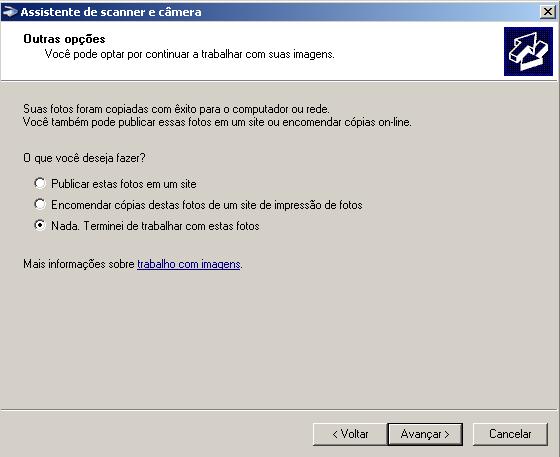 Assistente de scanner e câmera
Outras opções
Você pode optar por continuar a trabalhar com suas imagens.
Suas fotos foram copiadas com êxito para o computador ou rede.
Você também pode publicar essas fotos em um site ou encomendar cópias on-line.
O que você deseja fazer?
Publicar estas fotos em um site
Encomendar cópias destas fotos de um site de impressão de fotos
Nada. Terminei de trabalhar com estas fotos
Mais informações sobre trabalho com imagens.
< Voltar
Avançar >
Cancelar